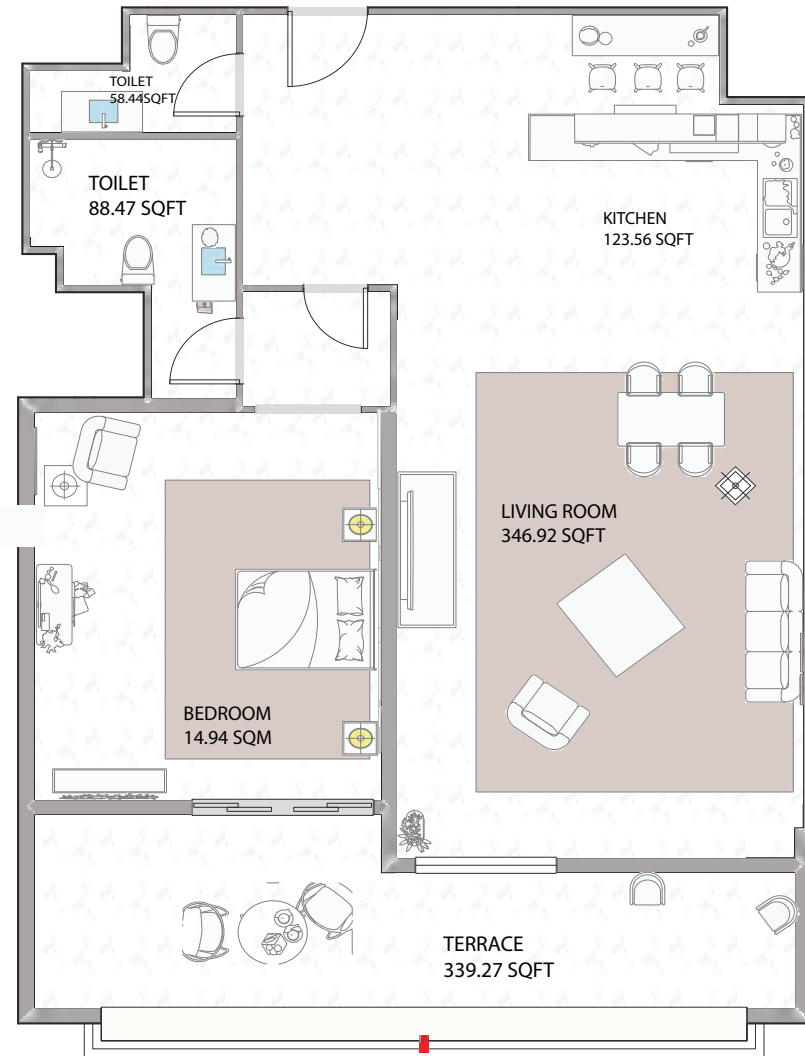 TOILET
58.44SQFT
TOILET
88.47 SQFT
KITCHEN
123.56 SQFT
LIVING ROOM
346.92 SQFT
BEDROOM
14.94 SQM
TERRACE
339.27 SQFT